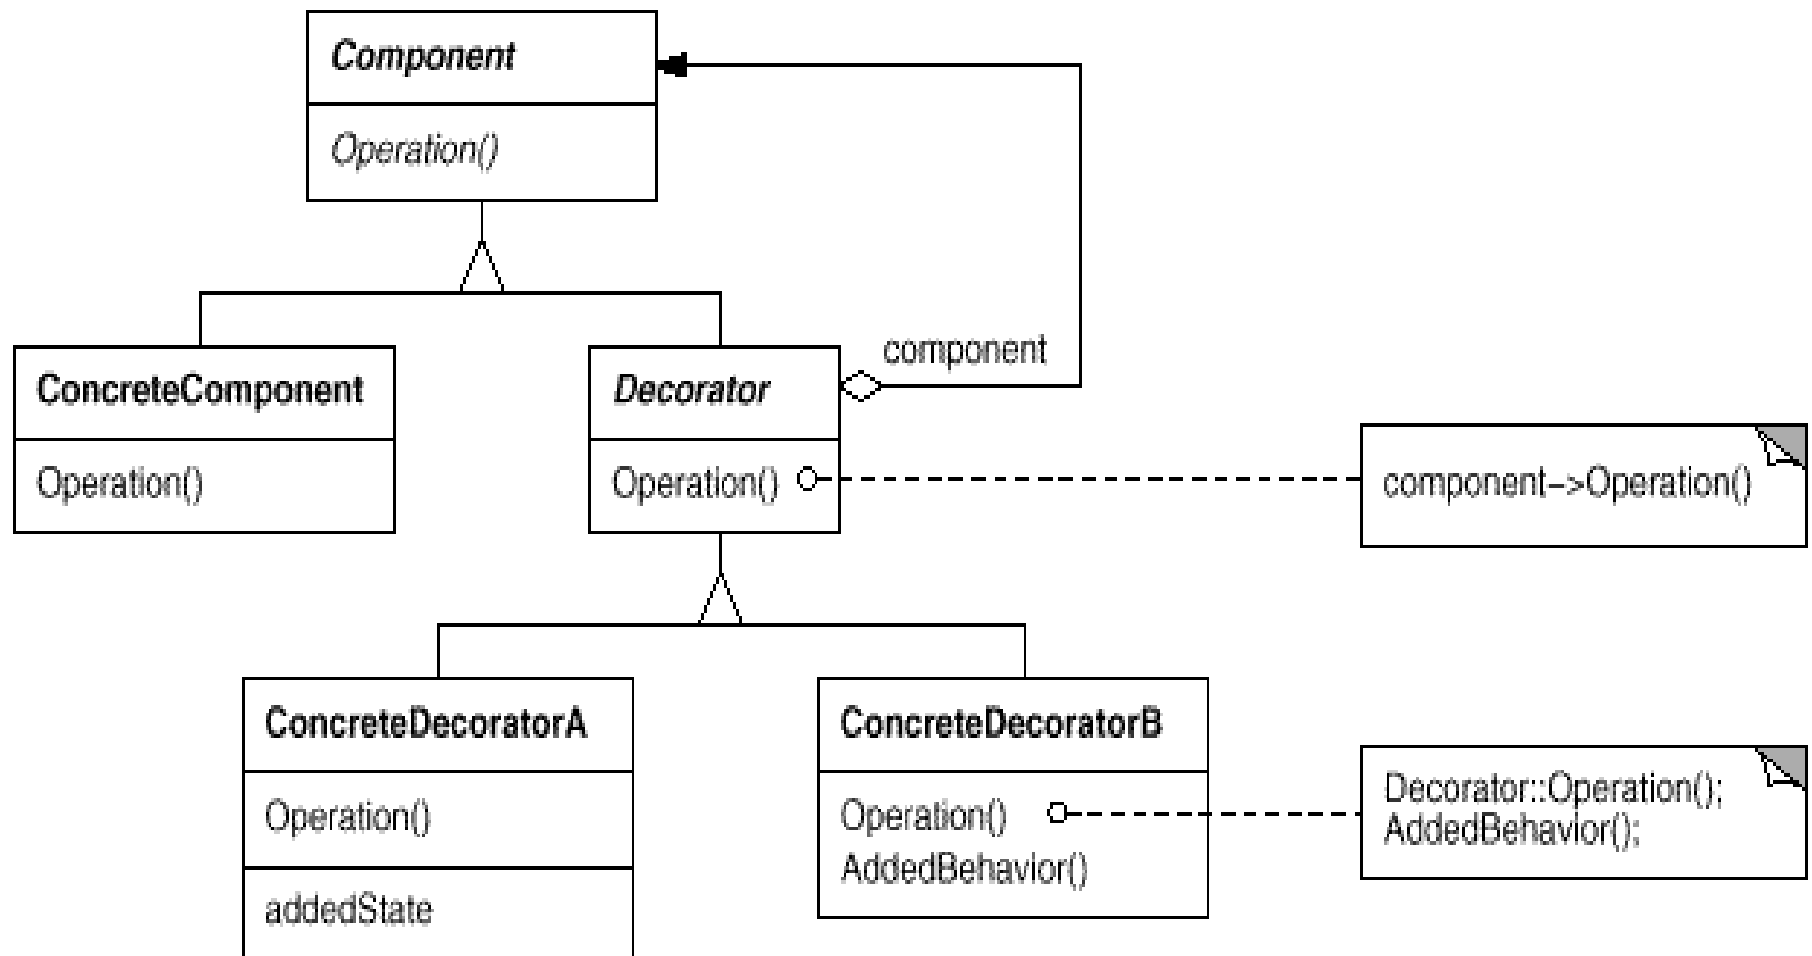 Component
Operation()
component
ConcreteComponent
Operation()
Decorator
Operation()
component–>Operation()
ConcreteDecoratorA
Operation()
addedState
ConcreteDecoratorB
Operation()
AddedBehavior()
Decorator::Operation();
AddedBehavior();